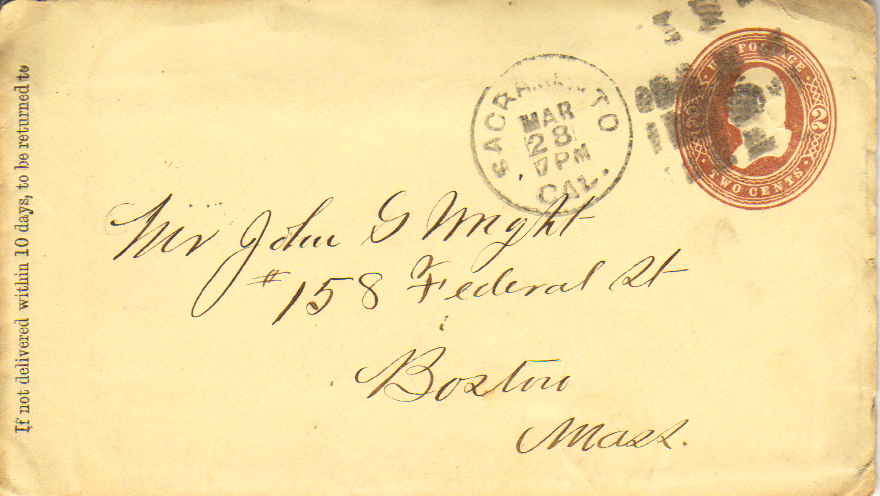 If not delivered within 10 days, to be returned to
SACRAMENTO
MAR
28
7 PM
CAL.
U.S. POSTAGE
TWO CENTS
2
Mr John G Wright
#158 Federal St
Boston
Mass.